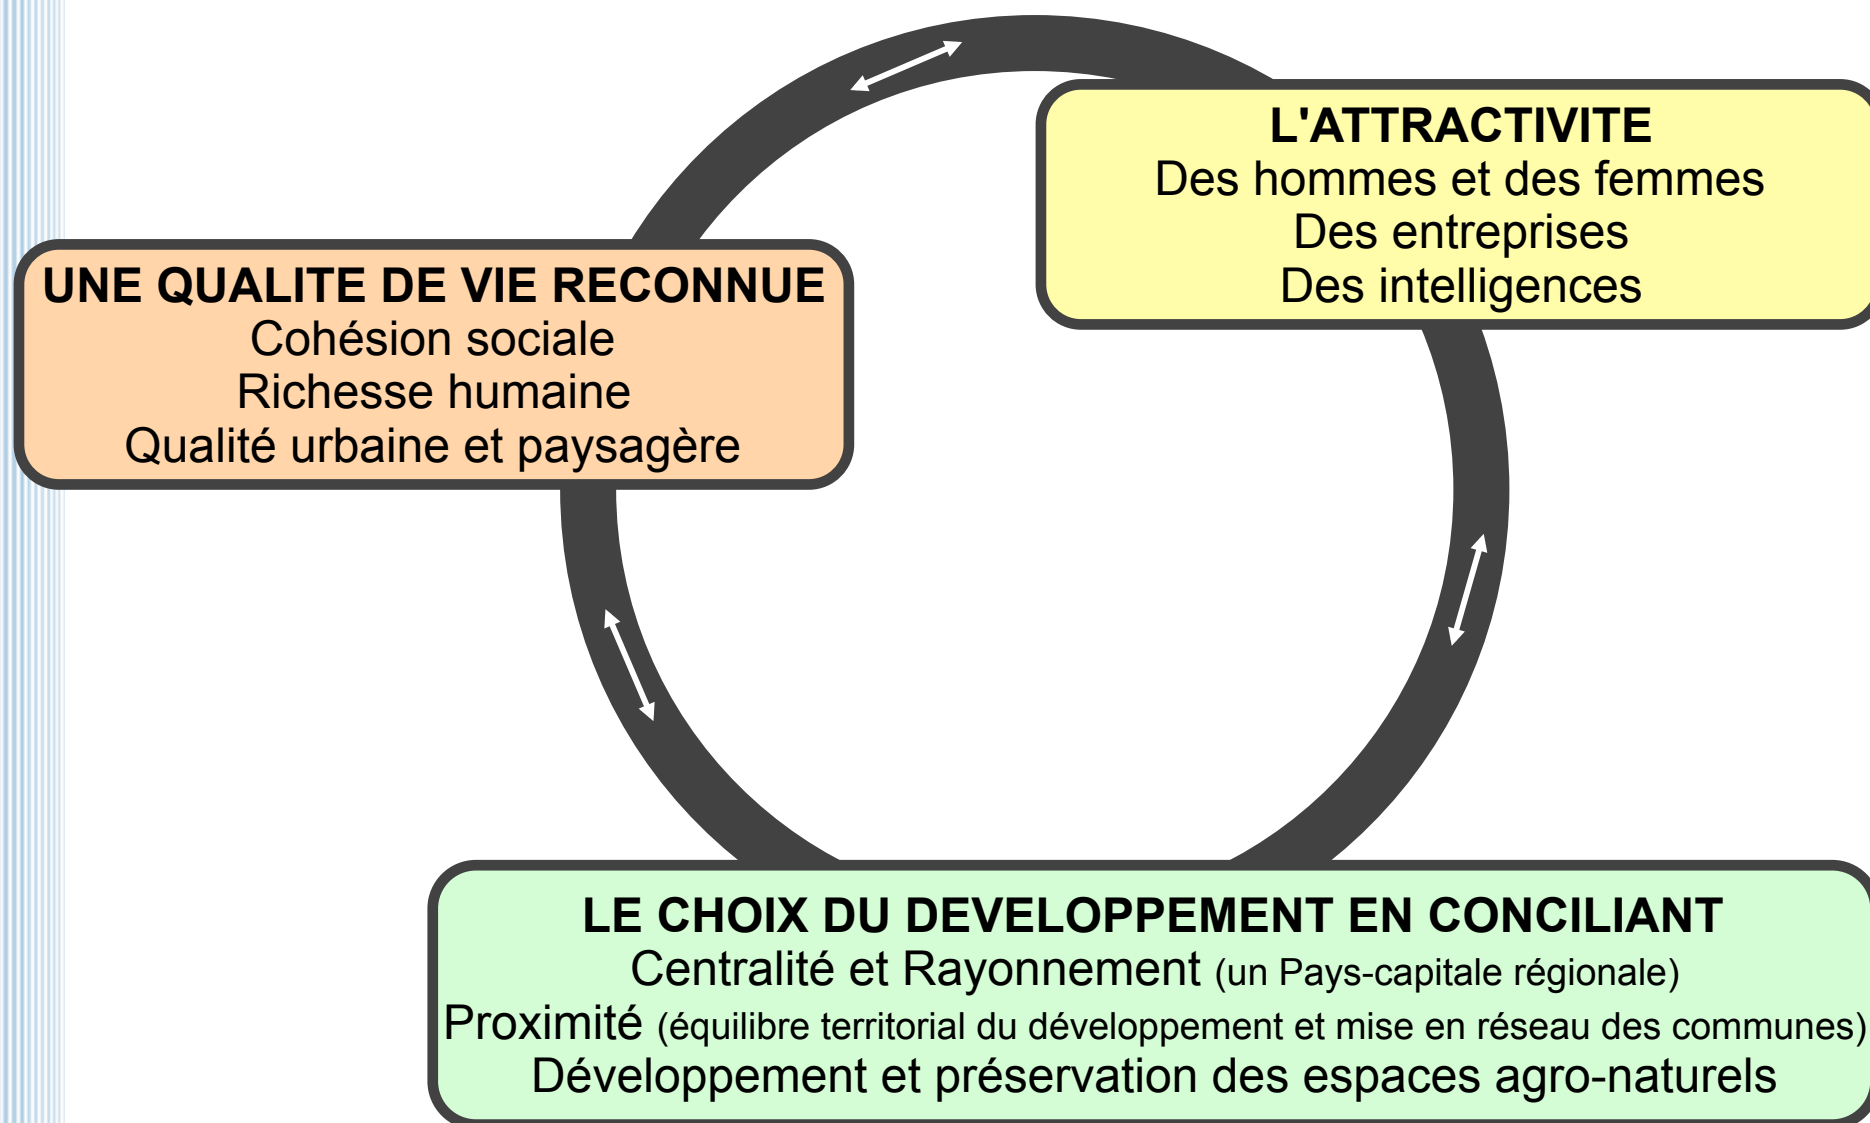 L'ATTRACTIVITE
Des hommes et des femmes
Des entreprises
Des intelligences
UNE QUALITE DE VIE RECONNUE
Cohésion sociale
Richesse humaine
Qualité urbaine et paysagère
LE CHOIX DU DEVELOPPEMENT EN CONCILIANT
Centralité et Rayonnement (un Pays-capitale régionale)
Proximité (équilibre territorial du développement et mise en réseau des communes)
Développement et préservation des espaces agro-naturels